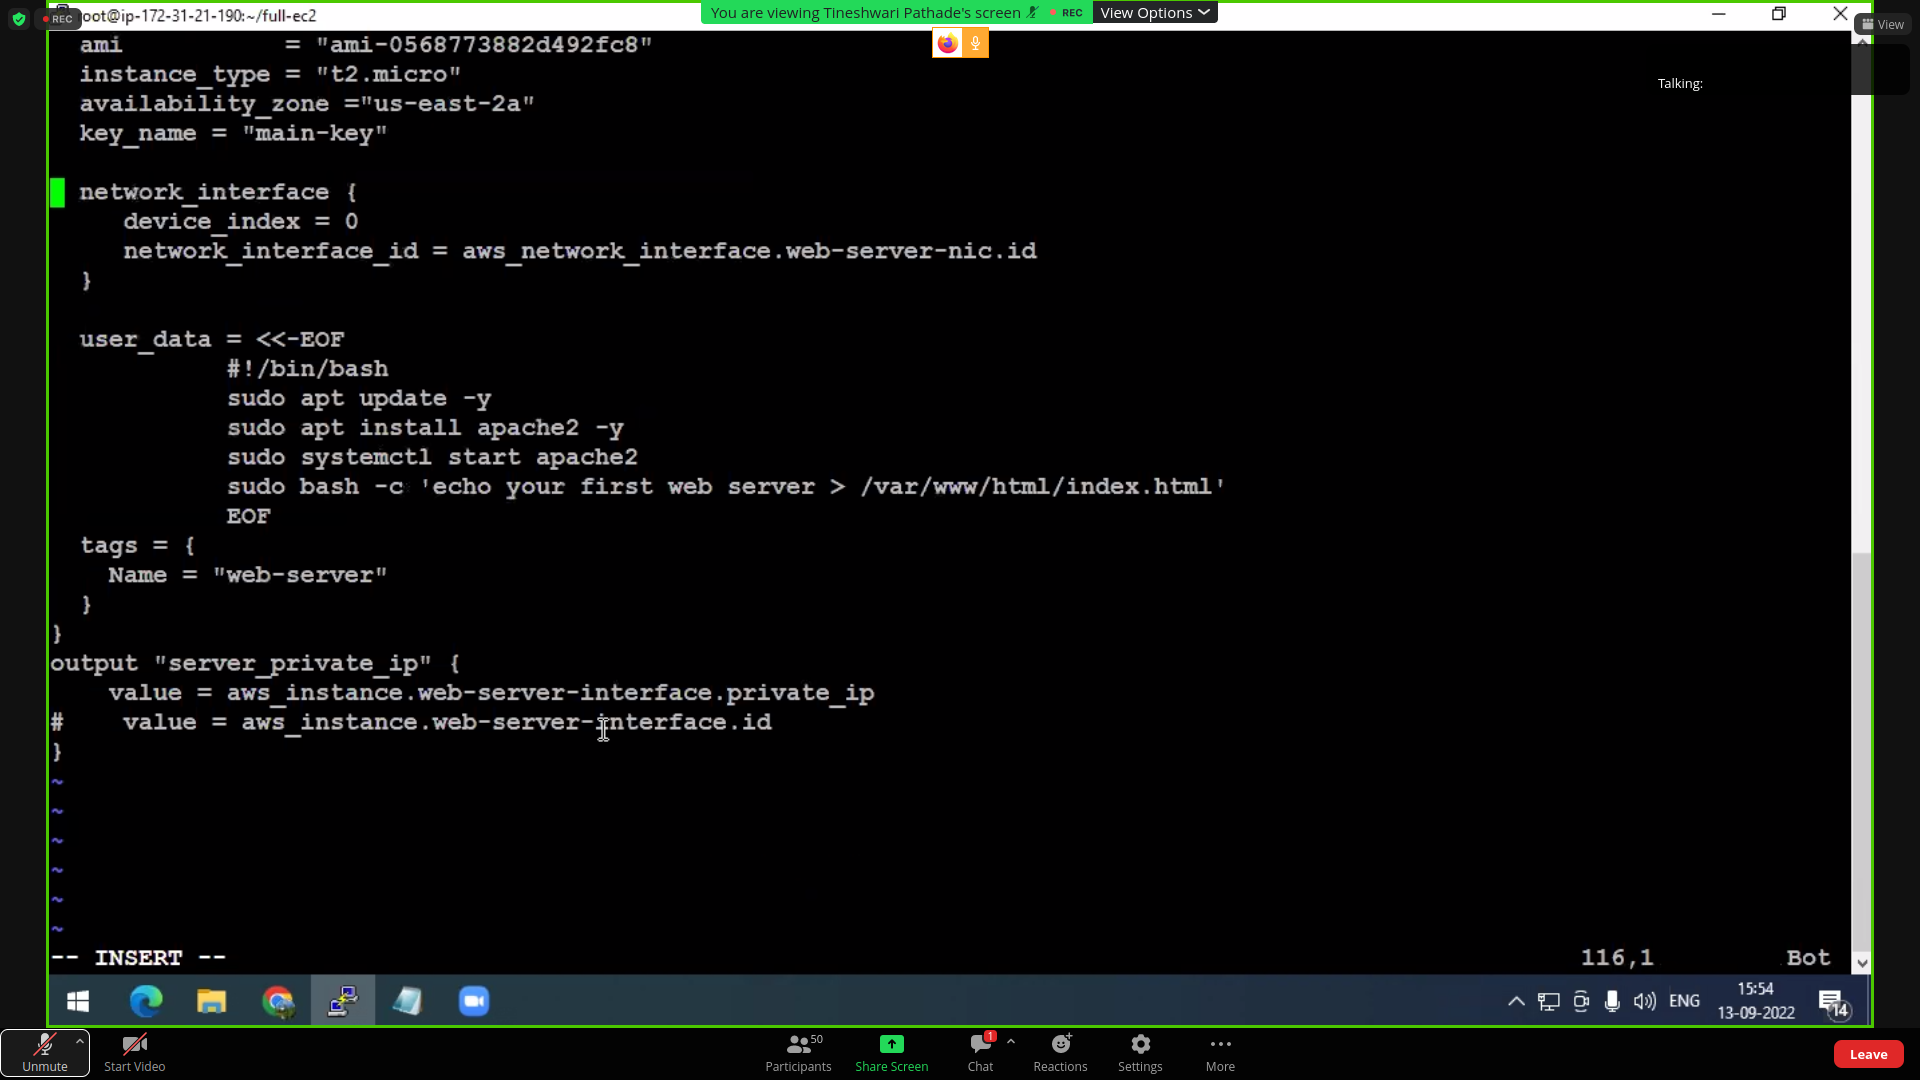 REC
root@ip-172-31-21-190:~/full-ec2
You are viewing Tineshwari Pathade's screen
REC
View Options
View
Talking:
ami           = "ami-0568773882d492fc8"
instance_type = "t2.micro"
availability_zone ="us-east-2a"
key_name = "main-key"
network_interface {
device_index = 0
network_interface_id = aws_network_interface.web-server-nic.id
}
user_data = <<-EOF
#!/bin/bash
sudo apt update -y
sudo apt install apache2 -y
sudo systemctl start apache2
sudo bash -c 'echo your first web server > /var/www/html/index.html'
EOF
tags = {
Name = "web-server"
}
}
output "server_private_ip" {
value = aws_instance.web-server-interface.private_ip
#    value = aws_instance.web-server-interface.id
}
~
~
~
~
~
~
-- INSERT --
116,1
Bot
ENG
15:54
13-09-2022
14
Unmute
Start Video
Participants
50
Share Screen
Chat
1
Reactions
Settings
More
Leave